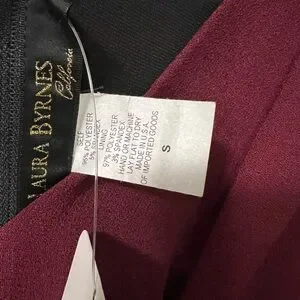 LAURA BYRNES
California
SELF
95% POLYESTER
5% SPANDEX
LINING
97% POLYESTER
3% SPANDEX
HAND OR MACHINE
LAY FLAT TO DRY
MADE IN U.S.A.
OF IMPORTED GOODS
S